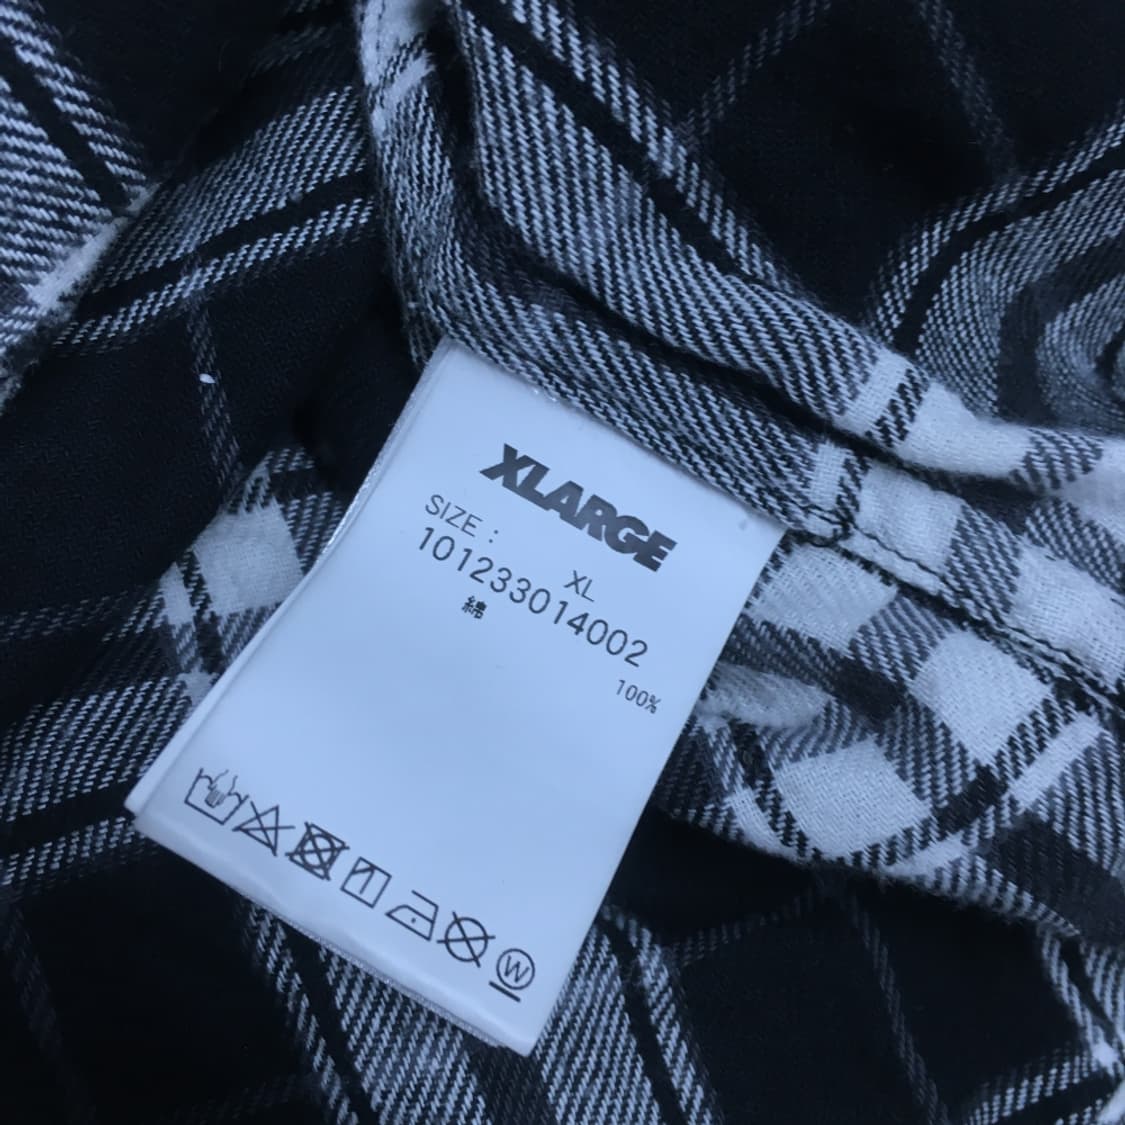 XLARGE
SIZE : XL
101233014002
綿 100%
W